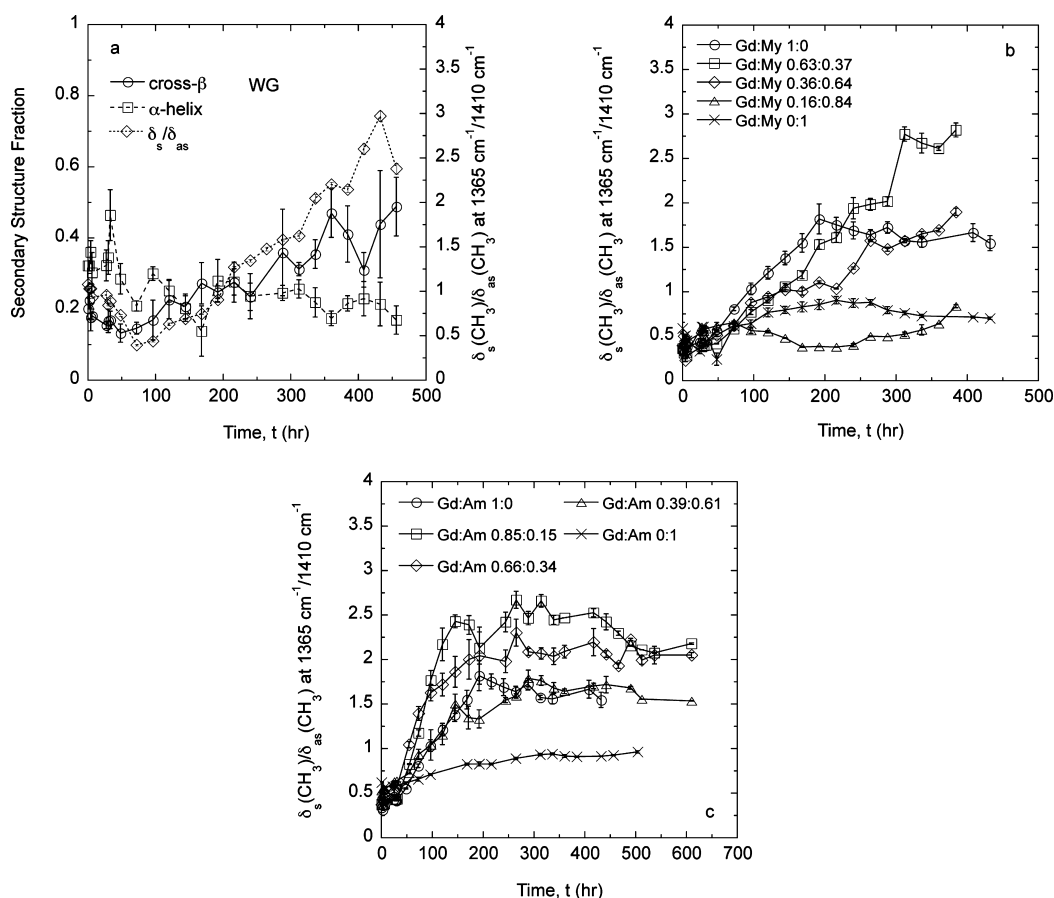 a
WG
cross-β
α-helix
δs/δas
Secondary Structure Fraction
0 0.2 0.4 0.6 0.8 1
0 0.5 1 1.5 2 2.5 3 3.5 4
δs(CH3)/δas(CH3) at 1365 cm-1/1410 cm-1
0 100 200 300 400 500
Time, t (hr)
b
Gd:My 1:0
Gd:My 0.63:0.37
Gd:My 0.36:0.64
Gd:My 0.16:0.84
Gd:My 0:1
δs(CH3)/δas(CH3) at 1365 cm-1/1410 cm-1
0 0.5 1 1.5 2 2.5 3 3.5 4
0 100 200 300 400 500
Time, t (hr)
Gd:Am 1:0
Gd:Am 0.85:0.15
Gd:Am 0.66:0.34
Gd:Am 0.39:0.61
Gd:Am 0:1
c
δs(CH3)/δas(CH3) at 1365 cm-1/1410 cm-1
0 0.5 1 1.5 2 2.5 3 3.5 4
0 100 200 300 400 500 600 700
Time, t (hr)